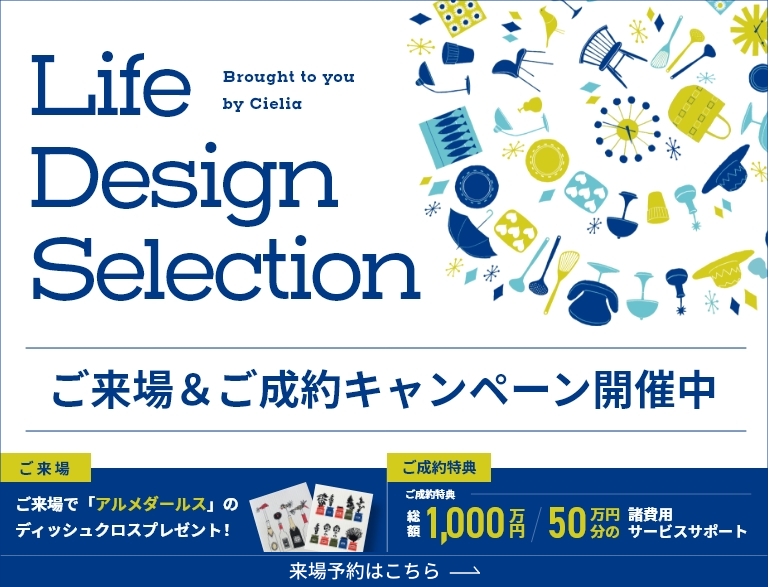 Life
Design
Selection
Brought to you
by Cielia
ご来場＆ご成約キャンペーン開催中
ご来場
ご来場で「アルメダールス」の
ディッシュクロスプレゼント！
ご成約特典
ご成約特典
総額1,000万円/50万円分の諸費用サービスサポート
来場予約はこちら